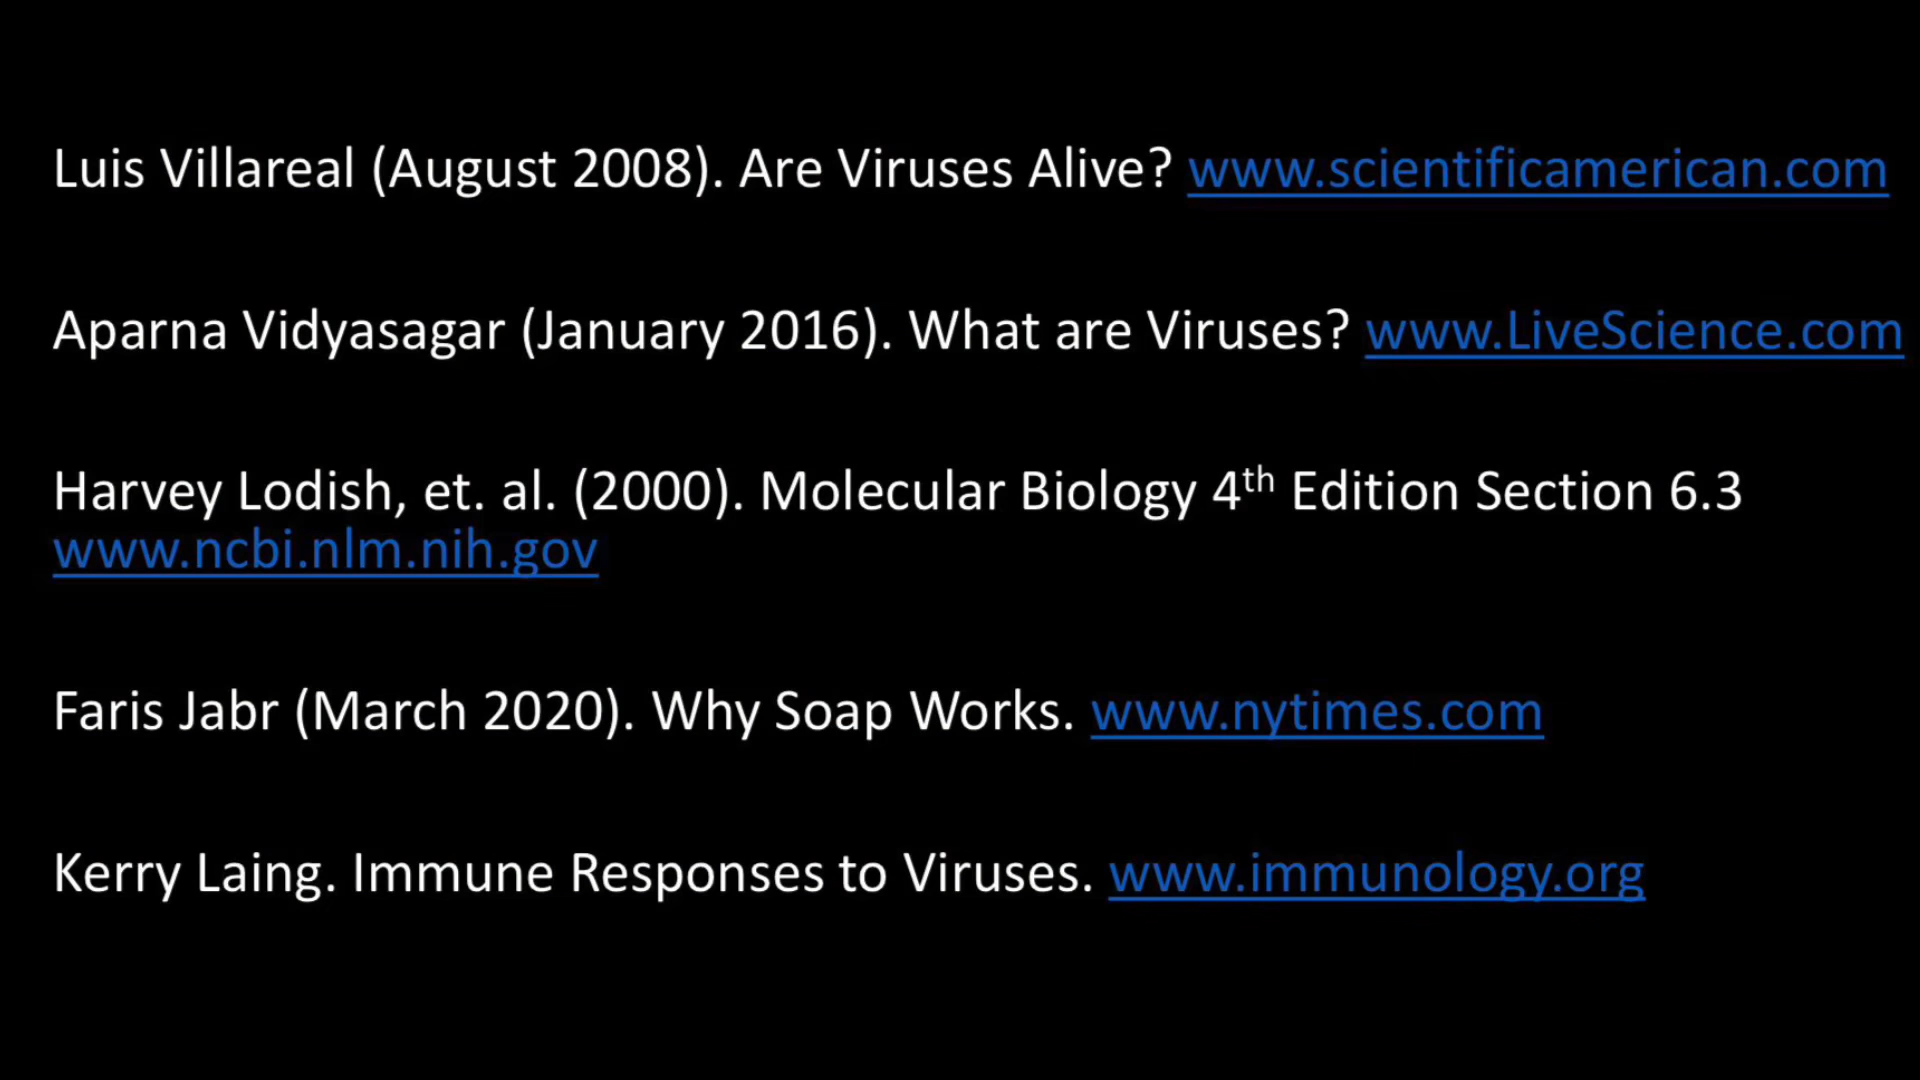 Luis Villareal (August 2008). Are Viruses Alive? www.scientificamerican.com
Aparna Vidyasagar (January 2016). What are Viruses? www.LiveScience.com
Harvey Lodish, et. al. (2000). Molecular Biology 4th Edition Section 6.3
www.ncbi.nlm.nih.gov
Faris Jabr (March 2020). Why Soap Works. www.nytimes.com
Kerry Laing. Immune Responses to Viruses. www.immunology.org